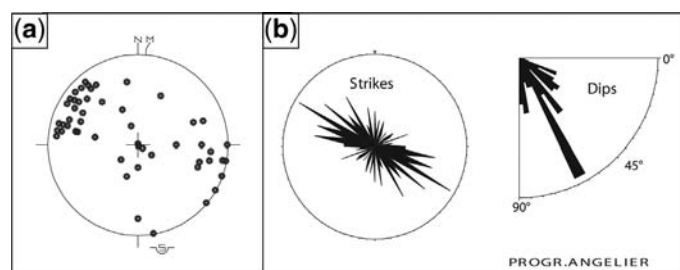 (a)
N M
S
(b)
Strikes
0°
Dips
45°
90°
PROGR.ANGELIER